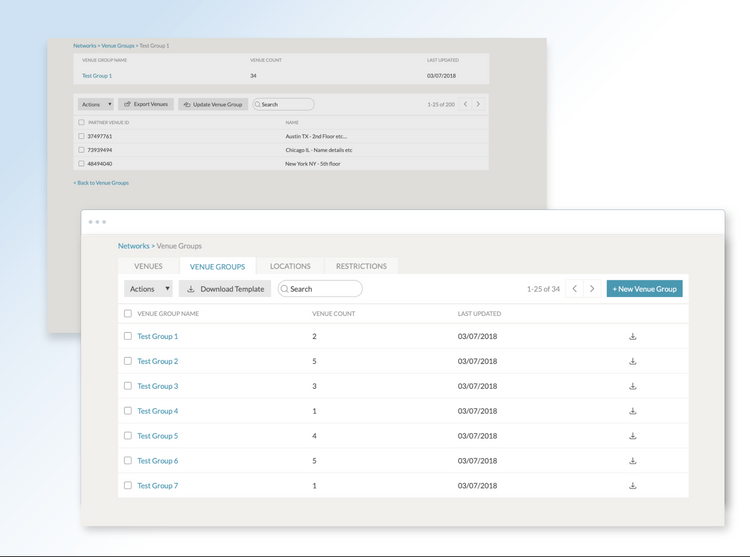 Networks > Venue Groups > Test Group 1
VENUE GROUP NAME VENUE COUNT LAST UPDATED
Test Group 1 34 03/07/2018
Actions Export Venues Update Venue Group Search 1-25 of 200
PARTNER VENUE ID NAME
37497761 Austin TX - 2nd Floor etc...
73939494 Chicago IL - Name details etc
48494040 New York NY - 5th floor
< Back to Venue Groups
Networks > Venue Groups
VENUES VENUE GROUPS LOCATIONS RESTRICTIONS
Actions Download Template Search 1-25 of 34 + New Venue Group
VENUE GROUP NAME VENUE COUNT LAST UPDATED
Test Group 1 2 03/07/2018
Test Group 2 5 03/07/2018
Test Group 3 3 03/07/2018
Test Group 4 1 03/07/2018
Test Group 5 4 03/07/2018
Test Group 6 5 03/07/2018
Test Group 7 1 03/07/2018